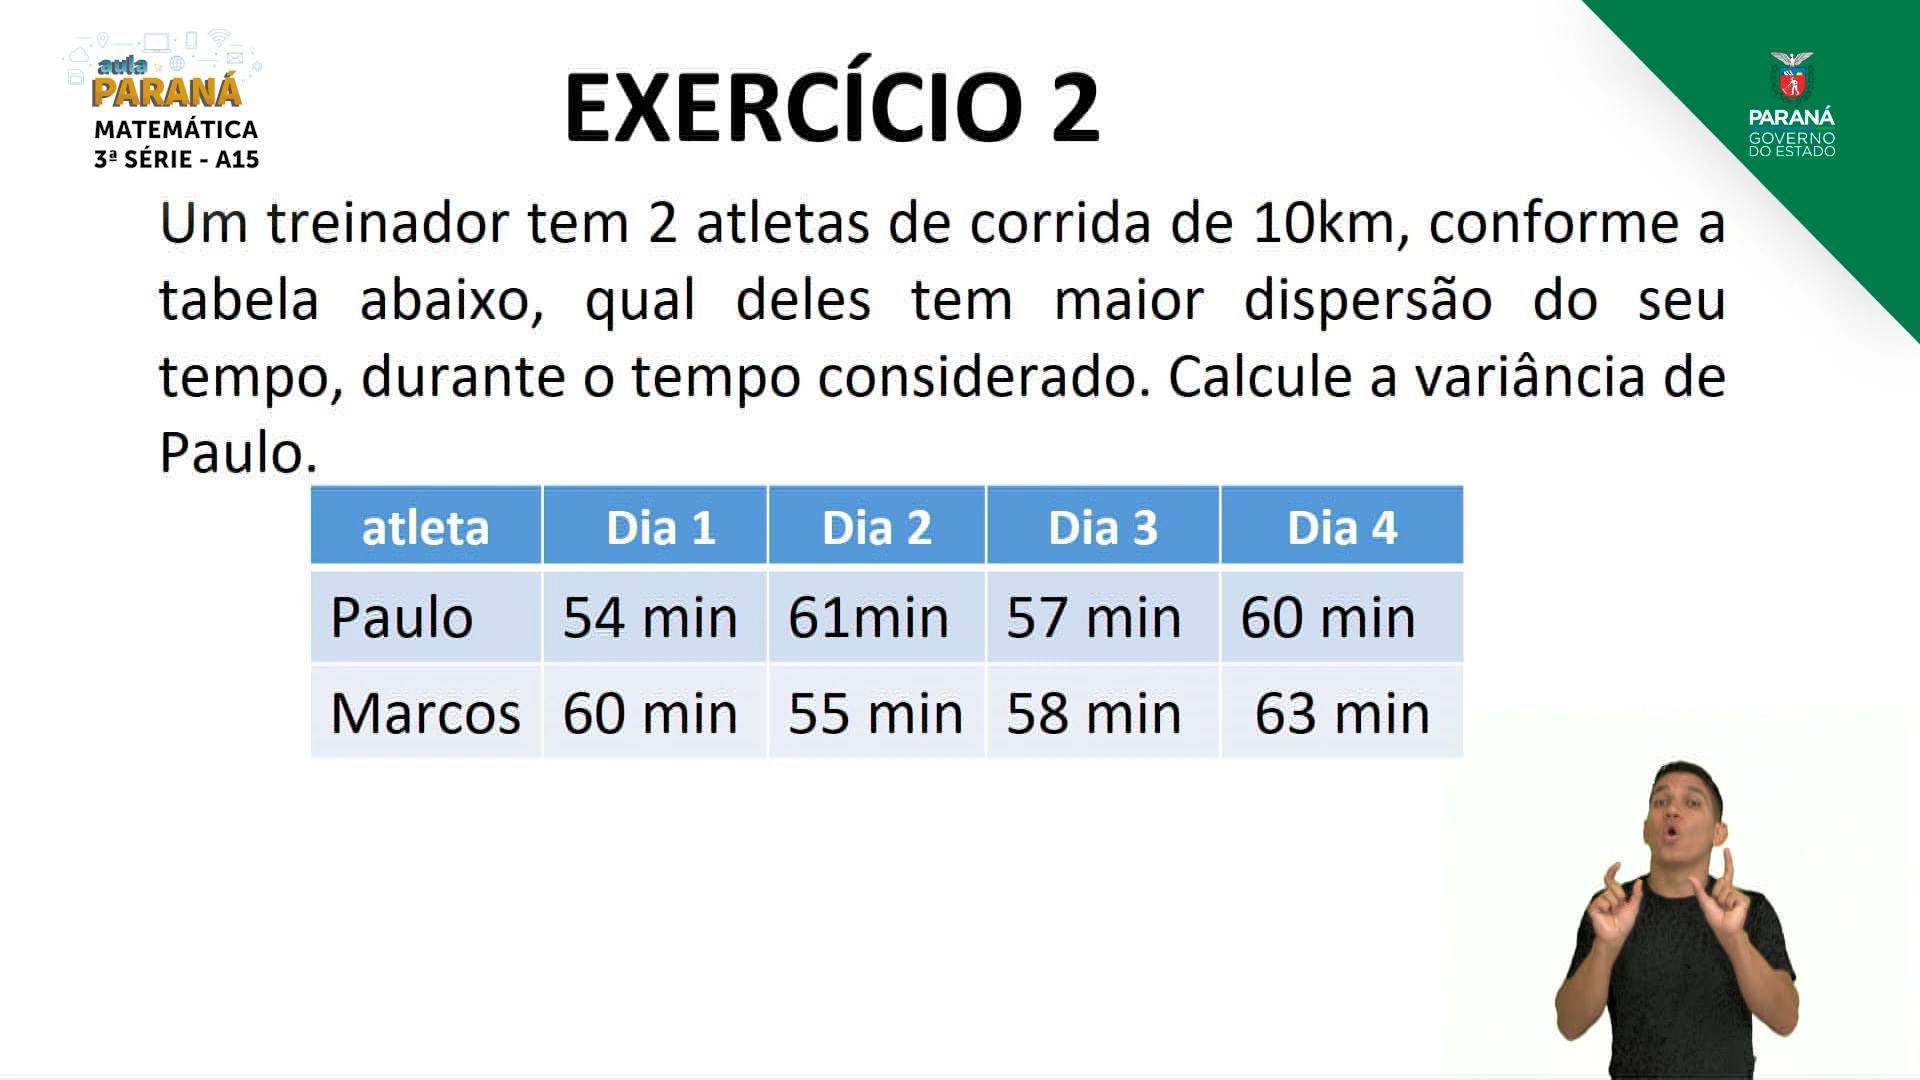 aula
PARANÁ
MATEMÁTICA
3ª SÉRIE - A15
EXERCÍCIO 2
PARANÁ
GOVERNO
DO ESTADO
Um treinador tem 2 atletas de corrida de 10km, conforme a
tabela abaixo, qual deles tem maior dispersão do seu
tempo, durante o tempo considerado. Calcule a variância de
Paulo.
atleta Dia 1 Dia 2 Dia 3 Dia 4
Paulo 54 min 61min 57 min 60 min
Marcos 60 min 55 min 58 min 63 min